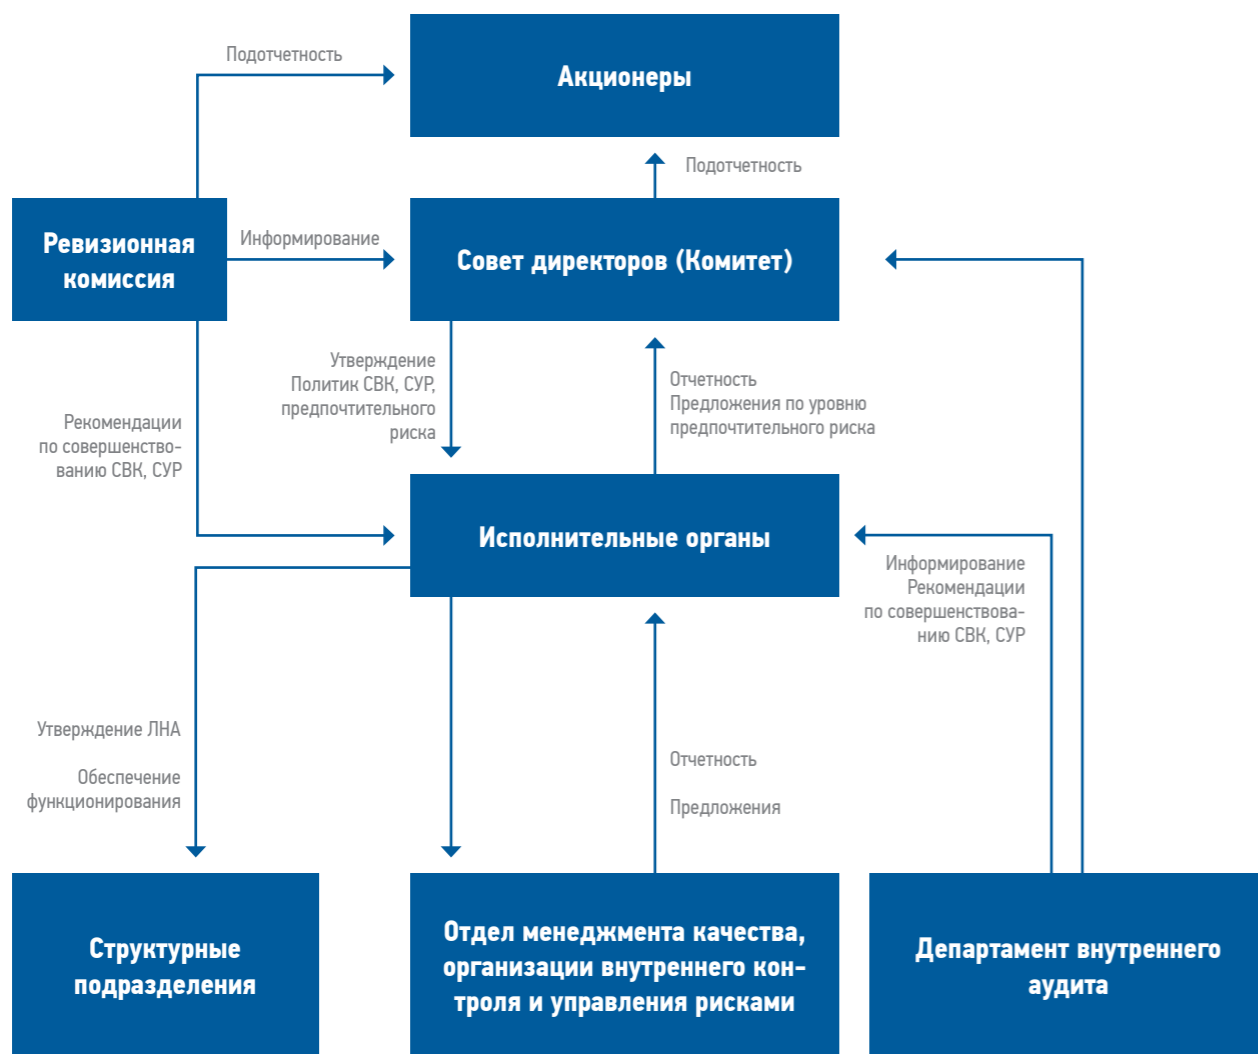 Подотчетность
Акционеры
Подотчетность
Ревизионная
комиссия
Информирование
Совет директоров (Комитет)
Утверждение
Политик СВК, СУР,
предпочтительного
риска
Отчетность
Предложения по уровню
предпочтительного риска
Рекомендации
по совершенство-
ванию СВК, СУР
Исполнительные органы
Информирование
Рекомендации
по совершенствова-
нию СВК, СУР
Утверждение ЛНА
Обеспечение
функционирования
Отчетность
Предложения
Структурные
подразделения
Отдел менеджмента качества,
организации внутреннего кон-
троля и управления рисками
Департамент внутреннего
аудита